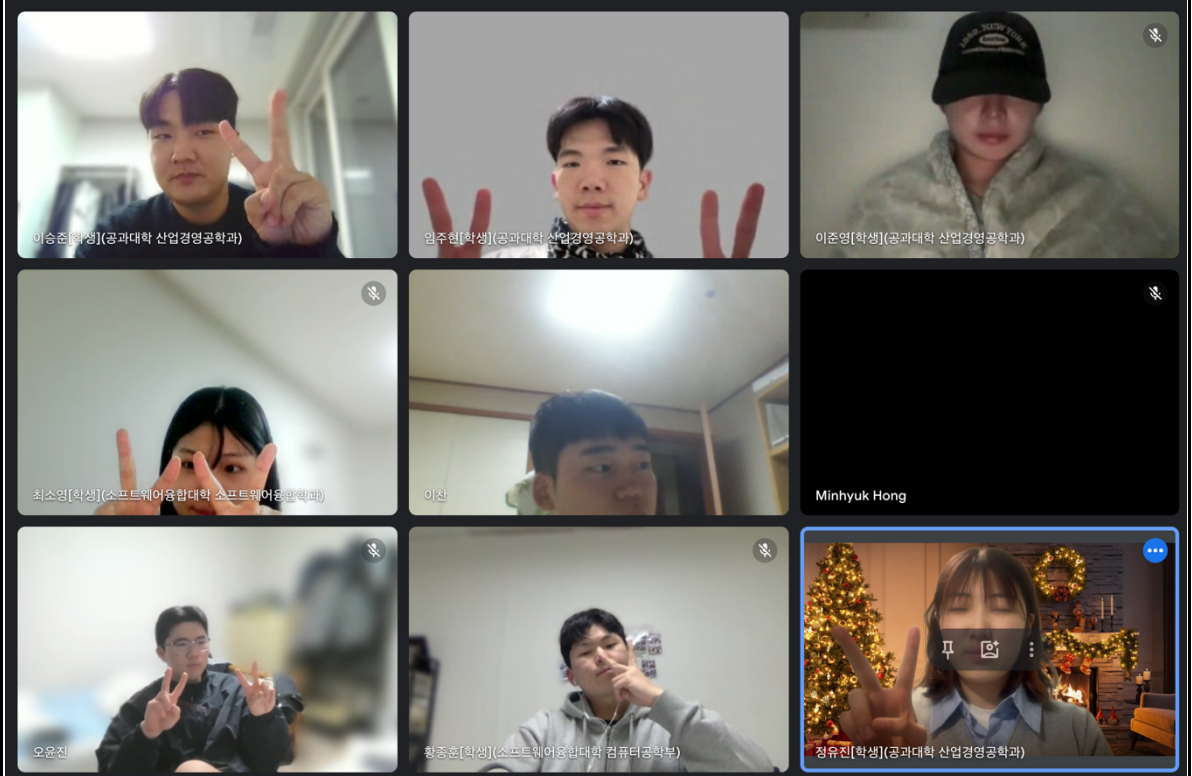 1990 NEW YORK
이승준[학생](공과대학 산업경영공학과)
임주현[학생](공과대학 산업경영공학과)
이준영[학생](공과대학 산업경영공학과)
최소영[학생](소프트웨어융합대학 소프트웨어융합학과)
이찬
Minhyuk Hong
오윤진
황종훈[학생](소프트웨어융합대학 컴퓨터공학부)
정유진[학생](공과대학 산업경영공학과)